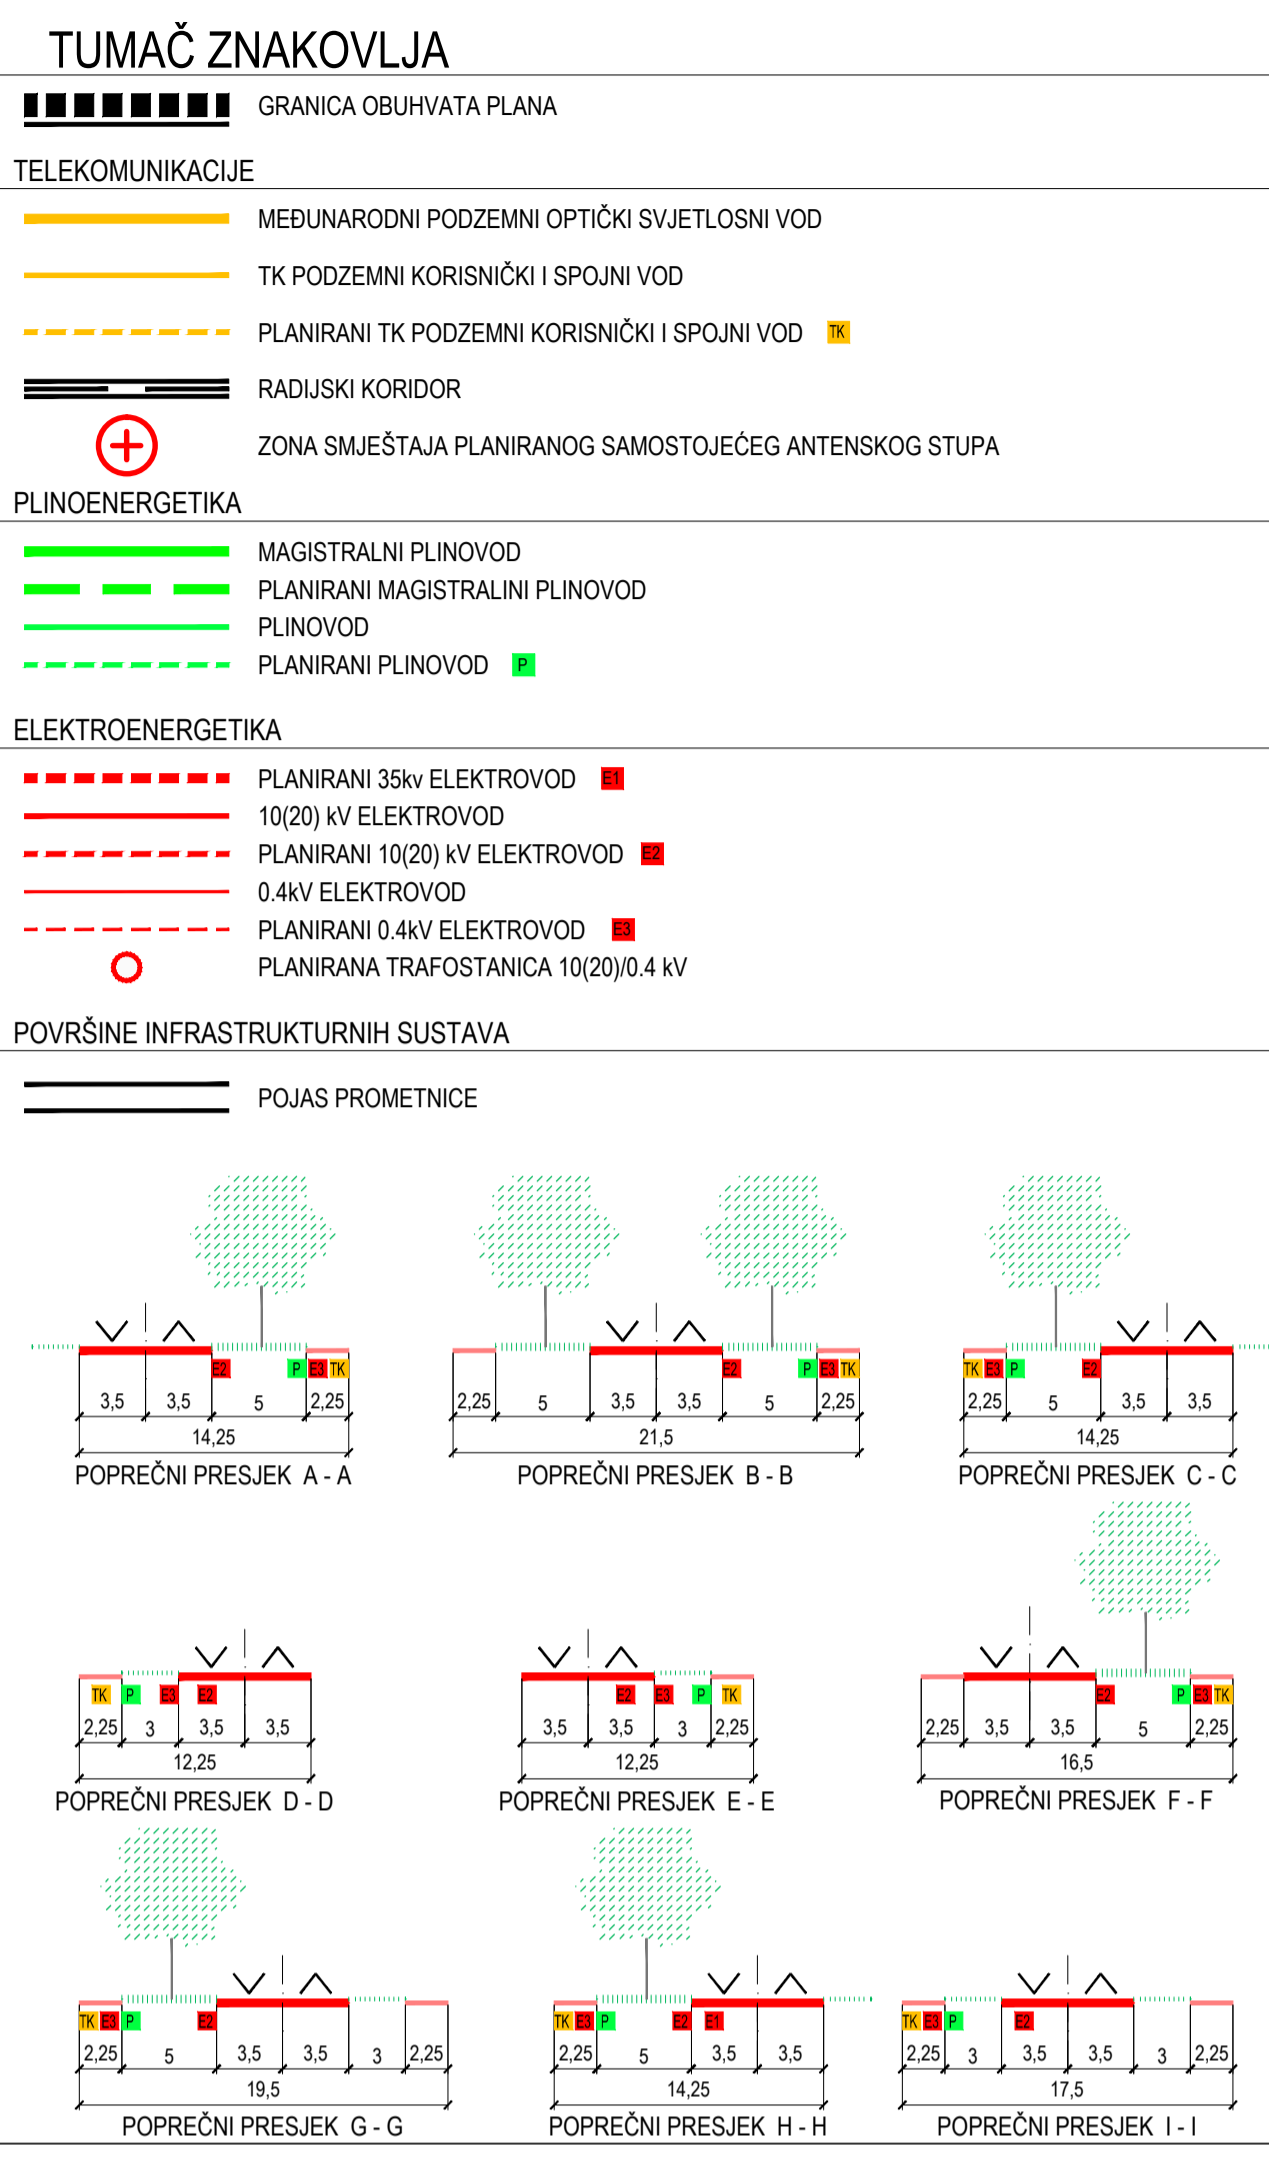 TUMAČ ZNAKOVLJA
GRANICA OBUHVATA PLANA
TELEKOMUNIKACIJE
MEĐUNARODNI PODZEMNI OPTIČKI SVJETLOSNI VOD
TK PODZEMNI KORISNIČKI I SPOJNI VOD
PLANIRANI TK PODZEMNI KORISNIČKI I SPOJNI VOD TK
RADIJSKI KORIDOR
ZONA SMJEŠTAJA PLANIRANOG SAMOSTOJEĆEG ANTENSKOG STUPA
PLINOENERGETIKA
MAGISTRALNI PLINOVOD
PLANIRANI MAGISTRALINI PLINOVOD
PLINOVOD
PLANIRANI PLINOVOD P
ELEKTROENERGETIKA
PLANIRANI 35kv ELEKTROVOD E1
10(20) kV ELEKTROVOD
PLANIRANI 10(20) kV ELEKTROVOD E2
0.4kV ELEKTROVOD
PLANIRANI 0.4kV ELEKTROVOD E3
PLANIRANA TRAFOSTANICA 10(20)/0.4 kV
POVRŠINE INFRASTRUKTURNIH SUSTAVA
POJAS PROMETNICE
E2 P E3 TK
3,5 3,5 5 2,25
14,25
POPREČNI PRESJEK A - A
E2 P E3 TK
2,25 5 3,5 3,5 5 2,25
21,5
POPREČNI PRESJEK B - B
TK E3 P E2
2,25 5 3,5 3,5
14,25
POPREČNI PRESJEK C - C
TK P E3 E2
2,25 3 3,5 3,5
12,25
POPREČNI PRESJEK D - D
E2 E3 P TK
3,5 3,5 3 2,25
12,25
POPREČNI PRESJEK E - E
E2 P E3 TK
2,25 3,5 3,5 5 2,25
16,5
POPREČNI PRESJEK F - F
TK E3 P E2
2,25 5 3,5 3,5 3 2,25
19,5
POPREČNI PRESJEK G - G
TK E3 P E2 E1
2,25 5 3,5 3,5
14,25
POPREČNI PRESJEK H - H
TK E3 P E2
2,25 3 3,5 3,5 3 2,25
17,5
POPREČNI PRESJEK I - I